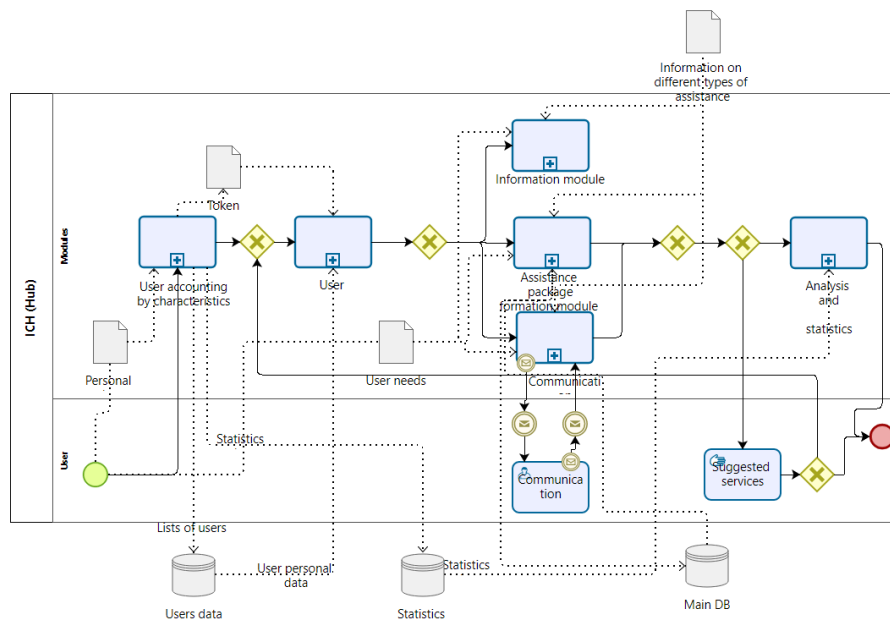 Information on
different types of
assistance
ICH (Hub)
Modules
Information module
Token
User accounting
by characteristics
User
Assistance
package
formation module
Analysis
and
statistics
Personal
User needs
Communicati
User
Statistics
Communica
tion
Suggested
services
Lists of users
User personal
data
Statistics
Users data
Statistics
Main DB